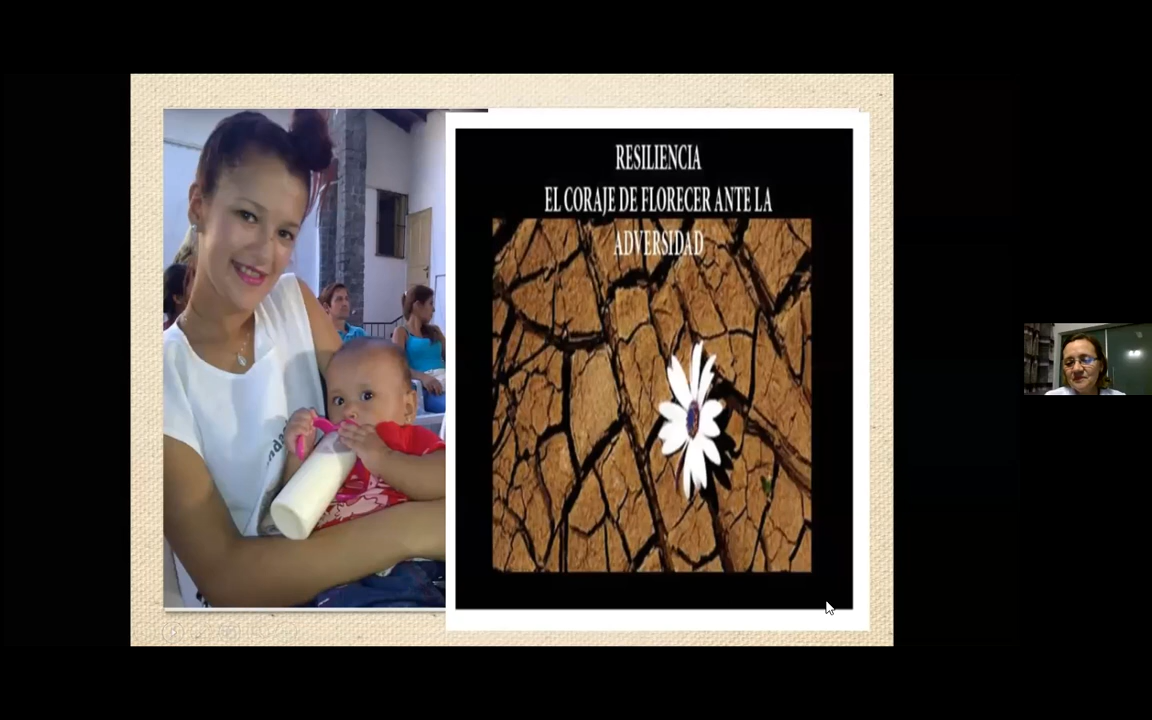 RESILIENCIA
EL CORAJE DE FLORECER ANTE LA
ADVERSIDAD